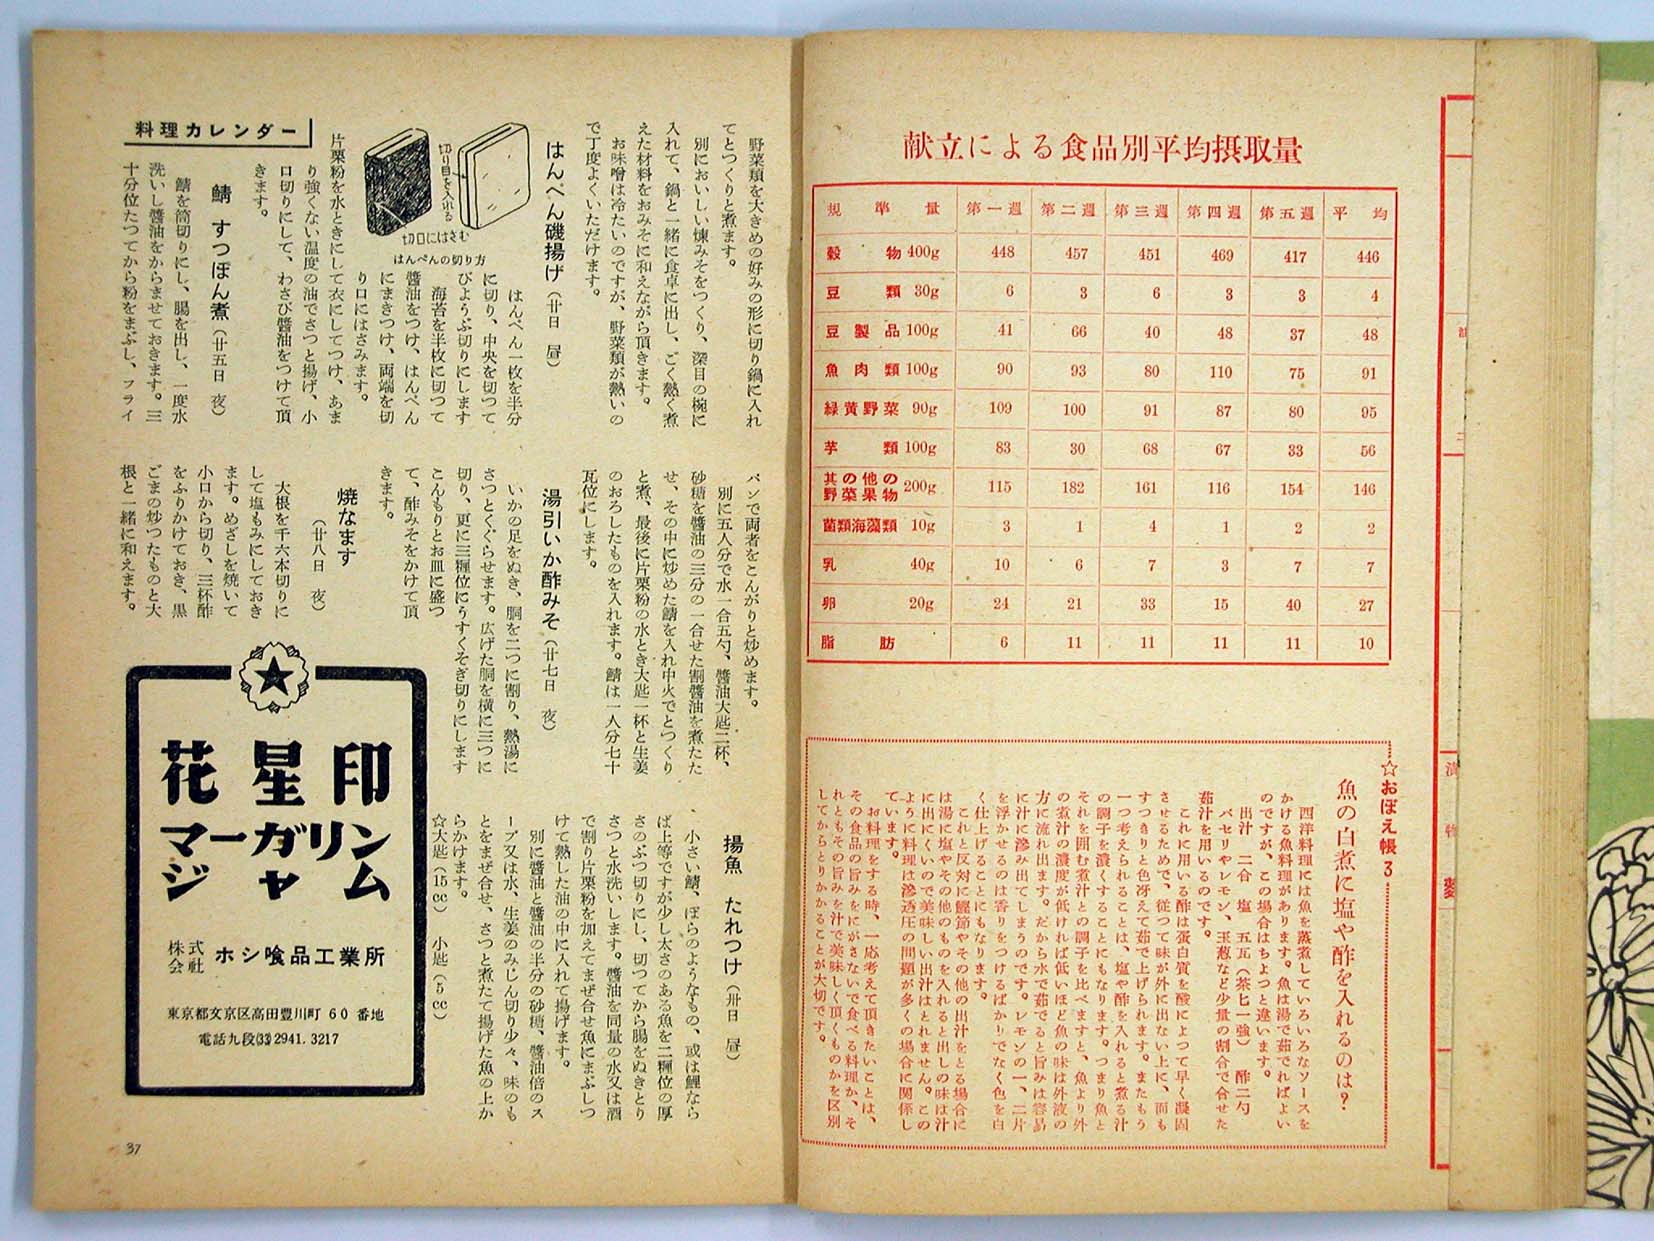 献立による食品別平均摂取量
規準量 第一週 第二週 第三週 第四週 第五週 平均
穀物 400g 448 457 451 469 417 446
豆類 30g 6 3 6 3 3 4
豆製品 100g 41 66 40 48 37 48
魚肉類 100g 90 93 80 110 75 91
緑黄野菜 90g 109 100 91 87 80 95
芋類 100g 83 30 68 67 33 56
其の他の野菜果物 200g 115 182 161 116 154 146
菌類海藻類 10g 3 1 4 1 2 2
乳 40g 10 6 7 3 7 7
卵 20g 24 21 33 15 40 27
脂肪 6 11 11 11 11 10
☆おぼえ帳3
魚の白煮に塩や酢を入れるのは?
西洋料理には魚を蒸煮していろいろなソースを
かける魚料理があります。魚は湯で茹でればよい
のですが、この場合はちよつと違います。
出汁 二合 塩 五瓦(茶匕一強) 酢二勺
パセリやレモン、玉葱など少量の割合で合せた
茹汁を用いるのです。
これに用いる酢は蛋白質を酸によつて早く凝固
させるためで、従つて味が外に出ない上に、而も
すつきりと色冴えて茹で上げられます。またもう
一つ考えられることは、塩や酢を入れると煮る汁
の調子を濃くすることにもなります。つまり魚と
それを囲む煮汁との調子を比べますと、魚より外
の煮汁の濃度が低ければ低いほど魚の味は外液の
方に流れ出ます。だから水で茹でると旨みは容易
に汁に滲み出てしまうのです。レモンの一、二片
を浮かせるのは香りをつけるばかりでなく色を白
く仕上げることにもなります。
これと反対に鰹節やその他の出汁をとる場合に
は湯に塩やその他のものを入れると出しの味は汁
に出にくいので美味しい出汁はとれません。この
ように料理は滲透圧の問題が多くの場合に関係し
ています。
お料理をする時、一応考えて頂きたいことは、
その食品の旨みをにがさないで食べる料理か、そ
れともその旨みを汁で美味しく頂くものかを区別
してからとりかかることが大切です。
野菜類を大きめの好みの形に切り鍋に入れ
てとつくりと煮ます。
別においしい煉みそをつくり、深目の椀に
入れて、鍋と一緒に食卓に出し、ごく熱く煮
えた材料をおみそに和えながら頂きます。
お味噌は冷たいのですが、野菜類が熱いの
で丁度よくいただけます。
はんぺん磯揚げ(廿日 昼)
はんぺん一枚を半分
に切り、中央を切つて
びようぶ切りにします
海苔を半枚に切つて
醬油をつけ、はんぺん
にまきつけ、両端を切
り口にはさみます。
切り目を入れる
切口にはさむ
はんぺんの切り方
片栗粉を水ときにして衣にしてつけ、あま
り強くない温度の油でさつと揚げ、小
口切りにして、わさび醬油をつけて頂
きます。
料理カレンダー
鯖 すつぽん煮(廿五日 夜)
鯖を筒切りにし、腸を出し、一度水
洗いし醬油をからませておきます。三
十分位たつてから粉をまぶし、フライ
パンで両者をこんがりと炒めます。
別に五人分で水一合五勺、醬油大匙二杯、
砂糖を醬油の三分の一合せた割醬油を煮たた
せ、その中に炒めた鯖を入れ中火でとつくり
と煮、最後に片栗粉の水とき大匙一杯と生姜
のおろしたものを入れます。鯖は一人分七十
瓦位にします。
湯引いか酢みそ(廿七日 夜)
いかの足をぬき、胴を二つに割り、熱湯に
さつとくぐらせます。広げた胴を横に三つに
切り、更に三糎位にうすくそぎ切りにします
こんもりとお皿に盛つ
て、酢みそをかけて頂
きます。
焼なます
(廿八日 夜)
大根を千六本切りに
して塩もみにしておき
ます。めざしを焼いて
小口から切り、三杯酢
をふりかけておき、黒
ごまの炒つたものと大
根と一緒に和えます。
揚魚 たれつけ(卅日 昼)
小さい鯖、ぼらのようなもの、或は鯉なら
ば上等ですが少し太さのある魚を二糎位の厚
さのぶつ切りにし、切つてから腸をぬきとり
さつと水洗いします。醬油を同量の水又は酒
で割り片栗粉を加えてまぜ合せ魚にまぶしつ
けて熱した油の中に入れて揚げます。
別に醬油と醬油の半分の砂糖、醬油倍のス
ープ又は水、生姜のみじん切り少々、味のも
とをまぜ合せ、さつと煮たて揚げた魚の上か
らかけます。
☆大匙(15cc) 小匙(5cc)
花星印
マーガリン
ジャム
株式会社 ホシ喰品工業所
東京都文京区高田豊川町60番地
電話九段(33)2941.3217
37